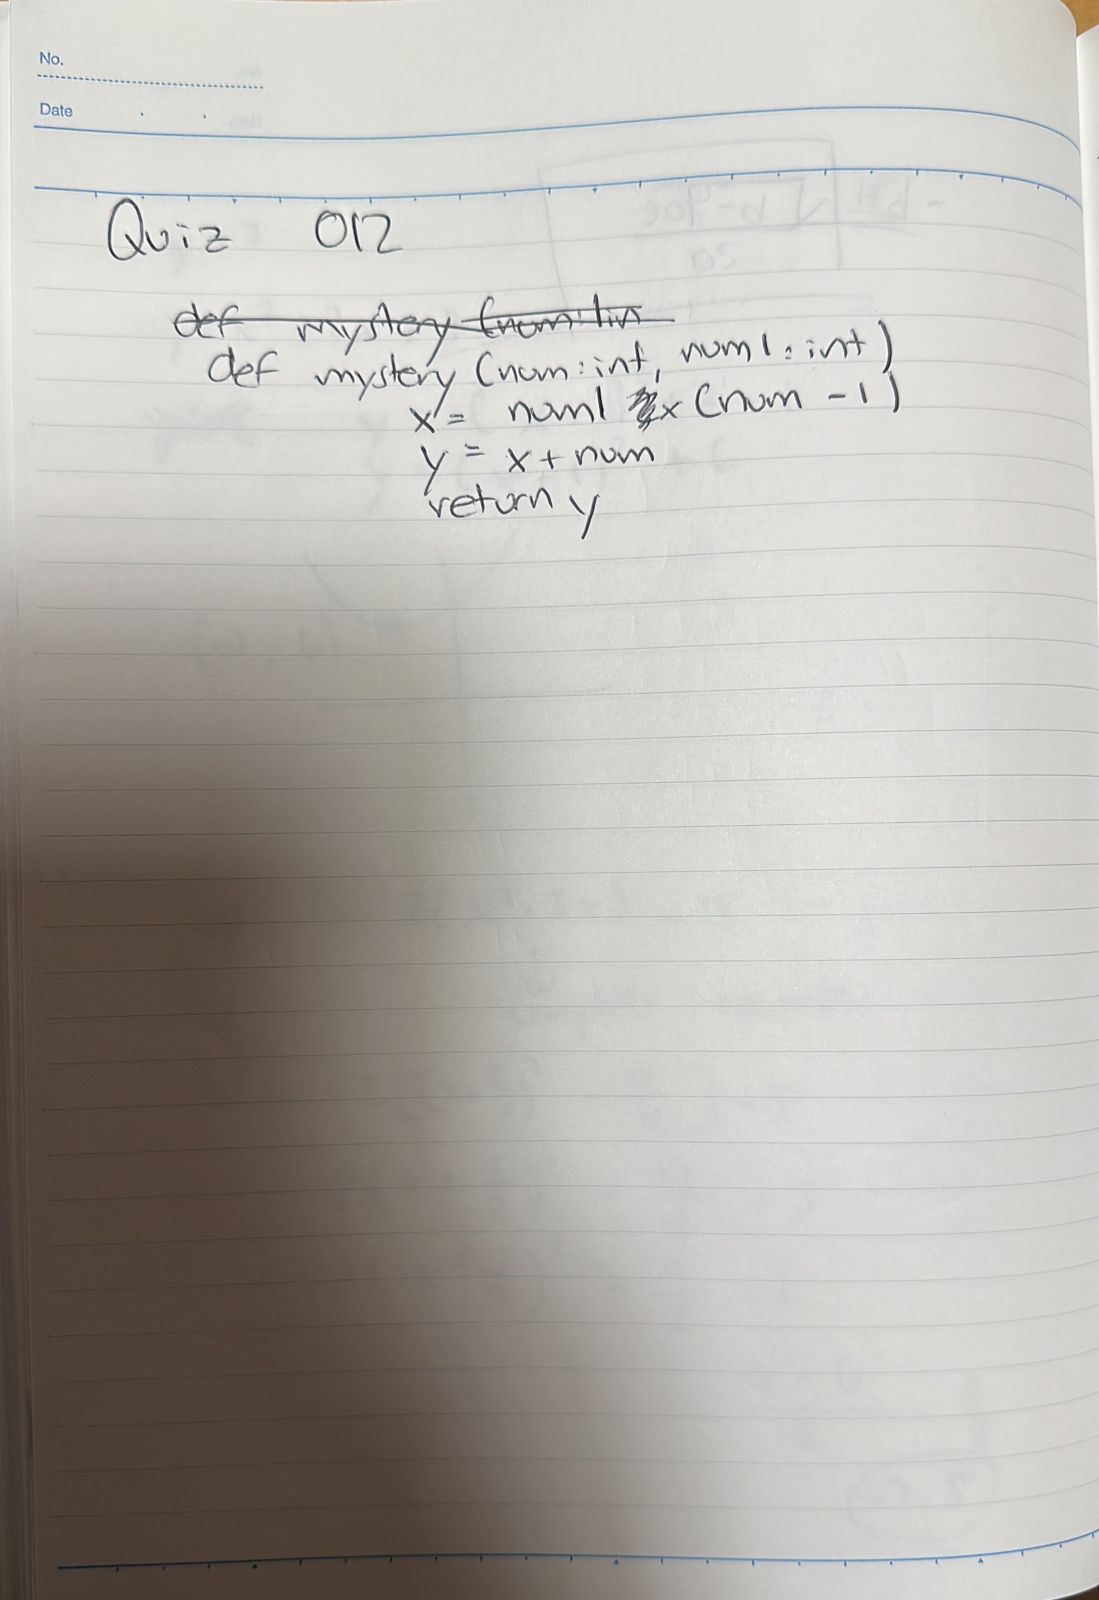 No.
Date
Quiz 012
def mystery (num: in
def mystery (num: int, num1: int)
x = num1 x (num - 1)
y = x + num
return y